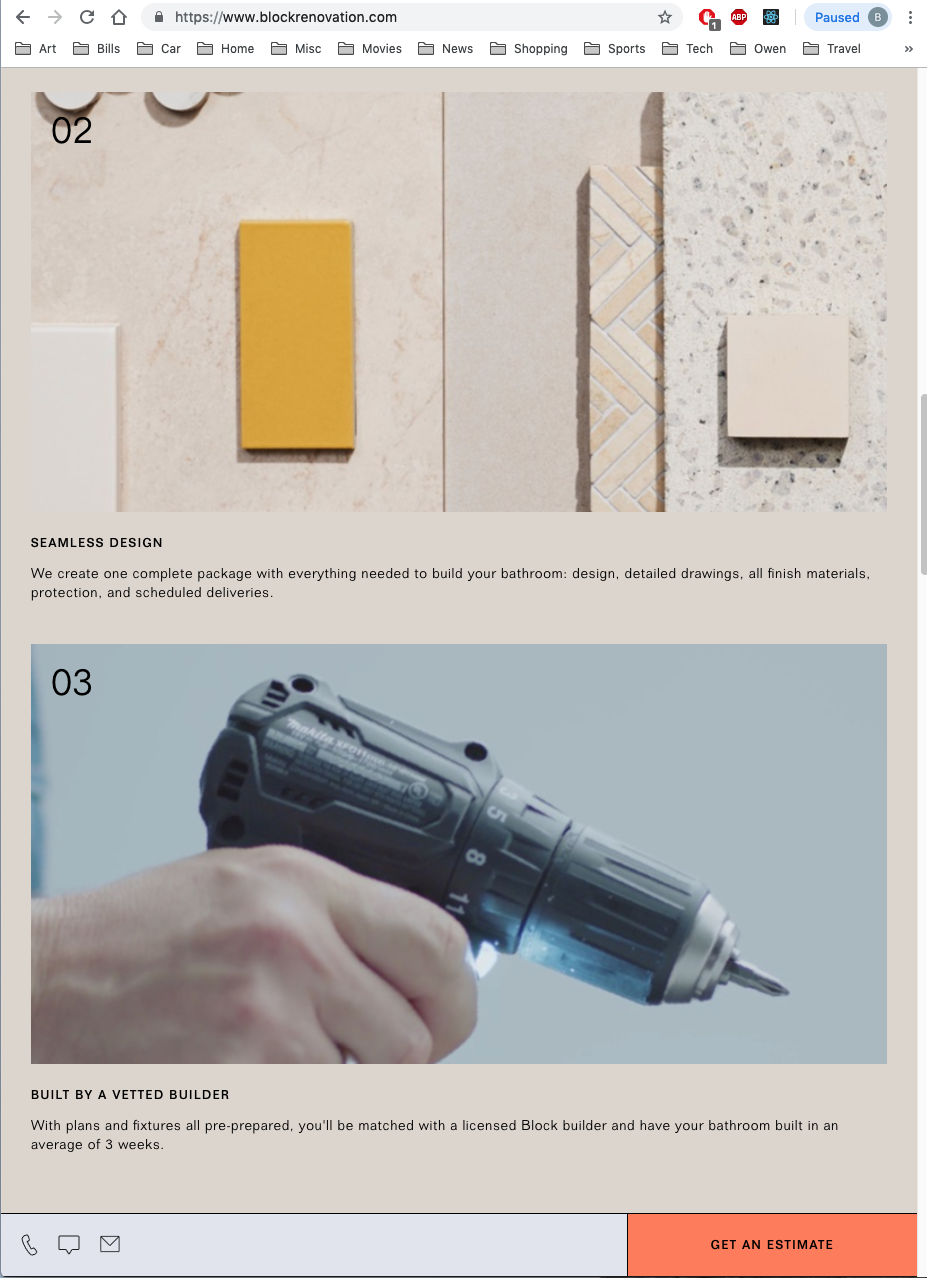 https://www.blockrenovation.com
1
ABP
Paused
B
Art
Bills
Car
Home
Misc
Movies
News
Shopping
Sports
Tech
Owen
Travel
»
02
SEAMLESS DESIGN
We create one complete package with everything needed to build your bathroom: design, detailed drawings, all finish materials,
protection, and scheduled deliveries.
03
makita
3
5
8
11
BUILT BY A VETTED BUILDER
With plans and fixtures all pre-prepared, you'll be matched with a licensed Block builder and have your bathroom built in an
average of 3 weeks.
GET AN ESTIMATE